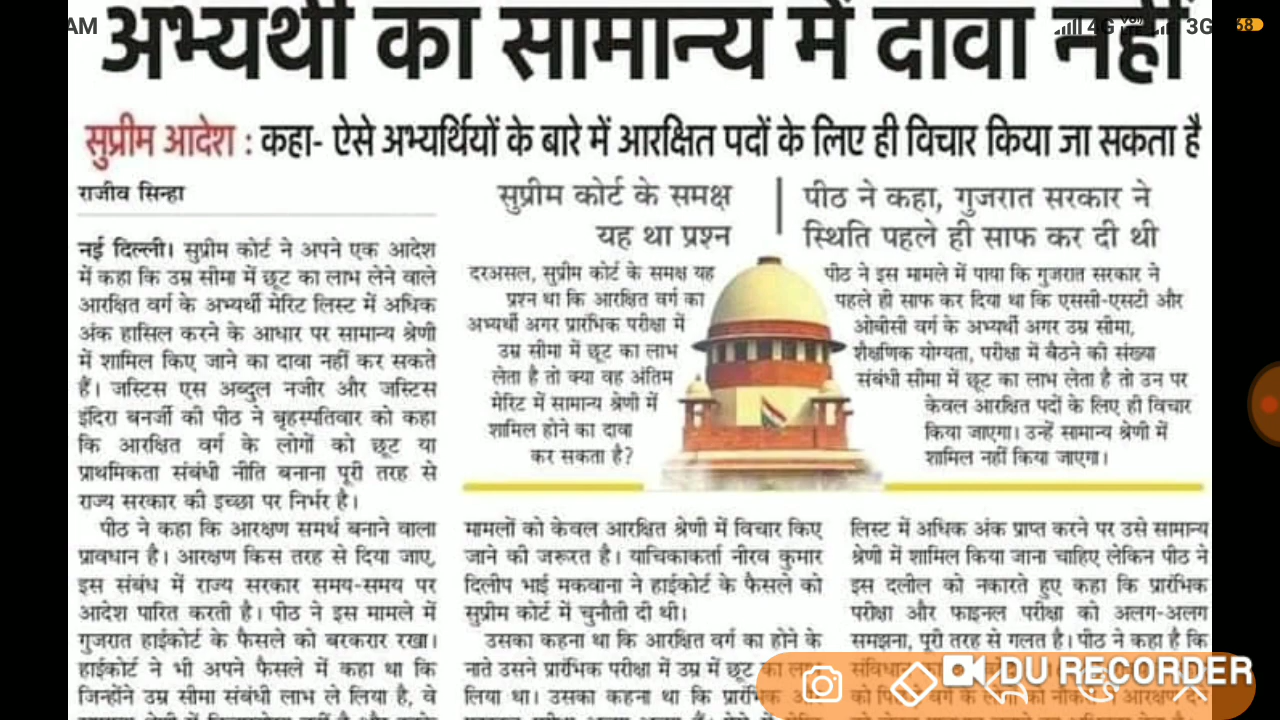 AM
4G
3G
68
अभ्यर्थी का सामान्य में दावा नहीं
सुप्रीम आदेश : कहा- ऐसे अभ्यर्थियों के बारे में आरक्षित पदों के लिए ही विचार किया जा सकता है
राजीव सिन्हा
नई दिल्ली। सुप्रीम कोर्ट ने अपने एक आदेश
में कहा कि उम्र सीमा में छूट का लाभ लेने वाले
आरक्षित वर्ग के अभ्यर्थी मेरिट लिस्ट में अधिक
अंक हासिल करने के आधार पर सामान्य श्रेणी
में शामिल किए जाने का दावा नहीं कर सकते
हैं। जस्टिस एस अब्दुल नजीर और जस्टिस
इंदिरा बनर्जी की पीठ ने बृहस्पतिवार को कहा
कि आरक्षित वर्ग के लोगों को छूट या
प्राथमिकता संबंधी नीति बनाना पूरी तरह से
राज्य सरकार की इच्छा पर निर्भर है।
पीठ ने कहा कि आरक्षण समर्थ बनाने वाला
प्रावधान है। आरक्षण किस तरह से दिया जाए,
इस संबंध में राज्य सरकार समय-समय पर
आदेश पारित करती है। पीठ ने इस मामले में
गुजरात हाईकोर्ट के फैसले को बरकरार रखा।
हाईकोर्ट ने भी अपने फैसले में कहा था कि
जिन्होंने उम्र सीमा संबंधी लाभ ले लिया है, वे
सुप्रीम कोर्ट के समक्ष
यह था प्रश्न
दरअसल, सुप्रीम कोर्ट के समक्ष यह
प्रश्न था कि आरक्षित वर्ग का
अभ्यर्थी अगर प्रारंभिक परीक्षा में
उम्र सीमा में छूट का लाभ
लेता है तो क्या वह अंतिम
मेरिट में सामान्य श्रेणी में
शामिल होने का दावा
कर सकता है?
पीठ ने कहा, गुजरात सरकार ने
स्थिति पहले ही साफ कर दी थी
पीठ ने इस मामले में पाया कि गुजरात सरकार ने
पहले ही साफ कर दिया था कि एससी-एसटी और
ओबीसी वर्ग के अभ्यर्थी अगर उम्र सीमा,
शैक्षणिक योग्यता, परीक्षा में बैठने की संख्या
संबंधी सीमा में छूट का लाभ लेता है तो उन पर
केवल आरक्षित पदों के लिए ही विचार
किया जाएगा। उन्हें सामान्य श्रेणी में
शामिल नहीं किया जाएगा।
मामलों को केवल आरक्षित श्रेणी में विचार किए
जाने की जरूरत है। याचिकाकर्ता नीरव कुमार
दिलीप भाई मकवाना ने हाईकोर्ट के फैसले को
सुप्रीम कोर्ट में चुनौती दी थी।
उसका कहना था कि आरक्षित वर्ग का होने के
नाते उसने प्रारंभिक परीक्षा में उम्र में छूट का लाभ
लिया था। उसका कहना था कि प्रारंभिक और
लिस्ट में अधिक अंक प्राप्त करने पर उसे सामान्य
श्रेणी में शामिल किया जाना चाहिए लेकिन पीठ ने
इस दलील को नकारते हुए कहा कि प्रारंभिक
परीक्षा और फाइनल परीक्षा को अलग-अलग
समझना, पूरी तरह से गलत है। पीठ ने कहा है कि
DU RECORDER